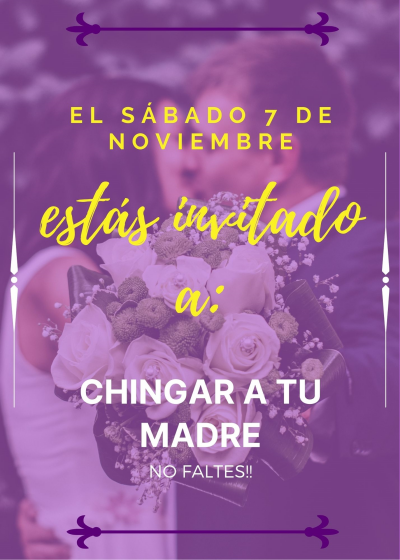 EL SÁBADO 7 DE
NOVIEMBRE
estás invitado
a:
CHINGAR A TU
MADRE
NO FALTES!!